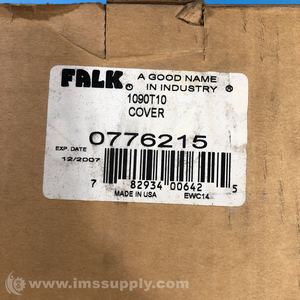 FALK® A GOOD NAME
IN INDUSTRY®
1090T10
COVER
0776215
EXP. DATE
12/2007
7 82934 00642 5
MADE IN USA EWC14
© www.imssupply.com